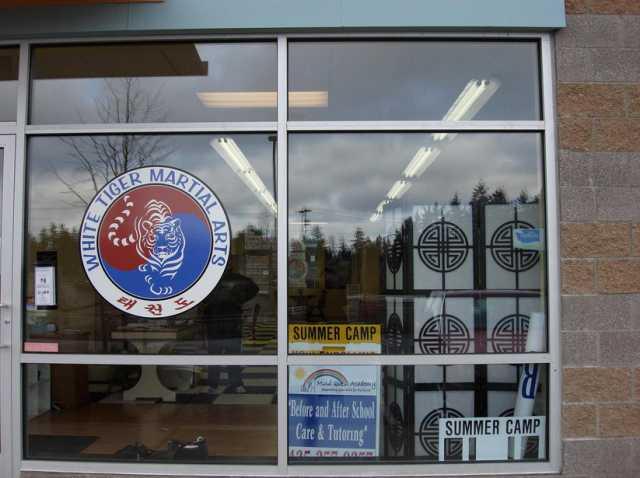 WHITE TIGER MARTIAL ARTS
태권도
SUMMER CAMP
Academy
"Before and After School
Care & Tutoring"
SUMMER CAMP
R